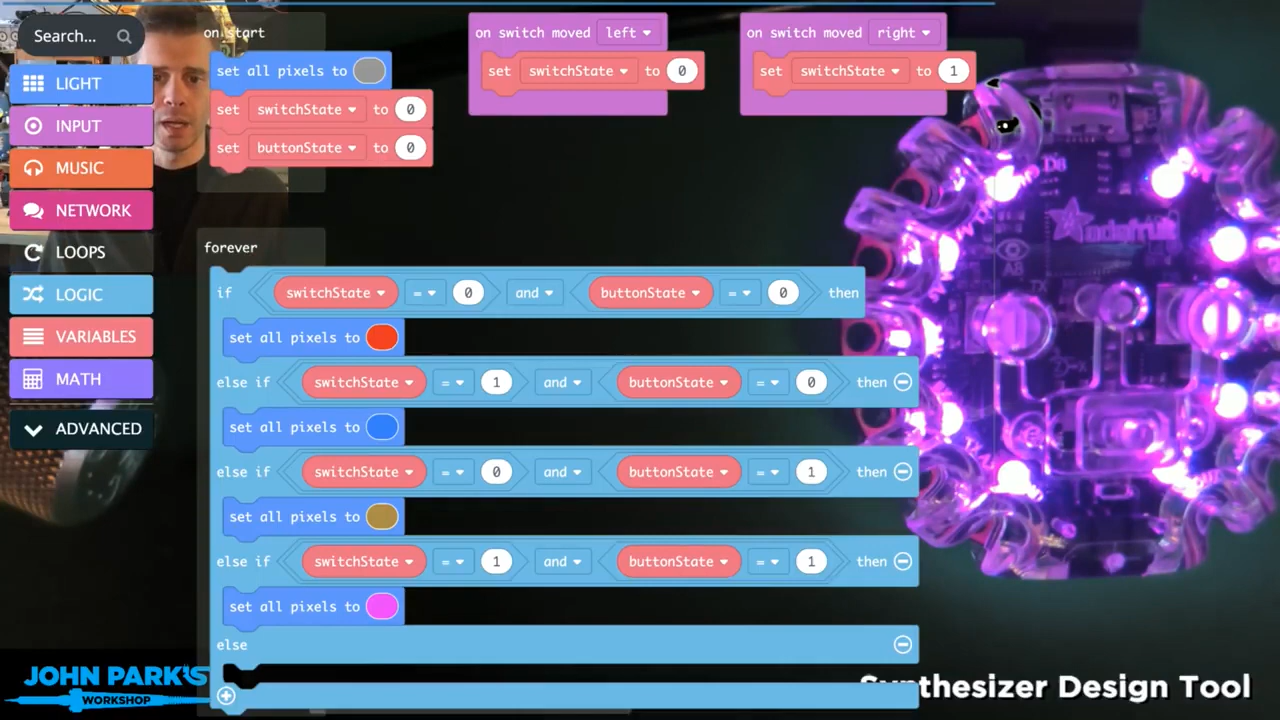 Search...
LIGHT
INPUT
MUSIC
NETWORK
LOOPS
LOGIC
VARIABLES
MATH
ADVANCED
on start
set all pixels to
set switchState to 0
set buttonState to 0
on switch moved left
set switchState to 0
on switch moved right
set switchState to 1
forever
if switchState = 0 and buttonState = 0 then
set all pixels to
else if switchState = 1 and buttonState = 0 then
set all pixels to
else if switchState = 0 and buttonState = 1 then
set all pixels to
else if switchState = 1 and buttonState = 1 then
set all pixels to
else
D8
adafruit
A8
JOHN PARK'S
WORKSHOP
Synthesizer Design Tool